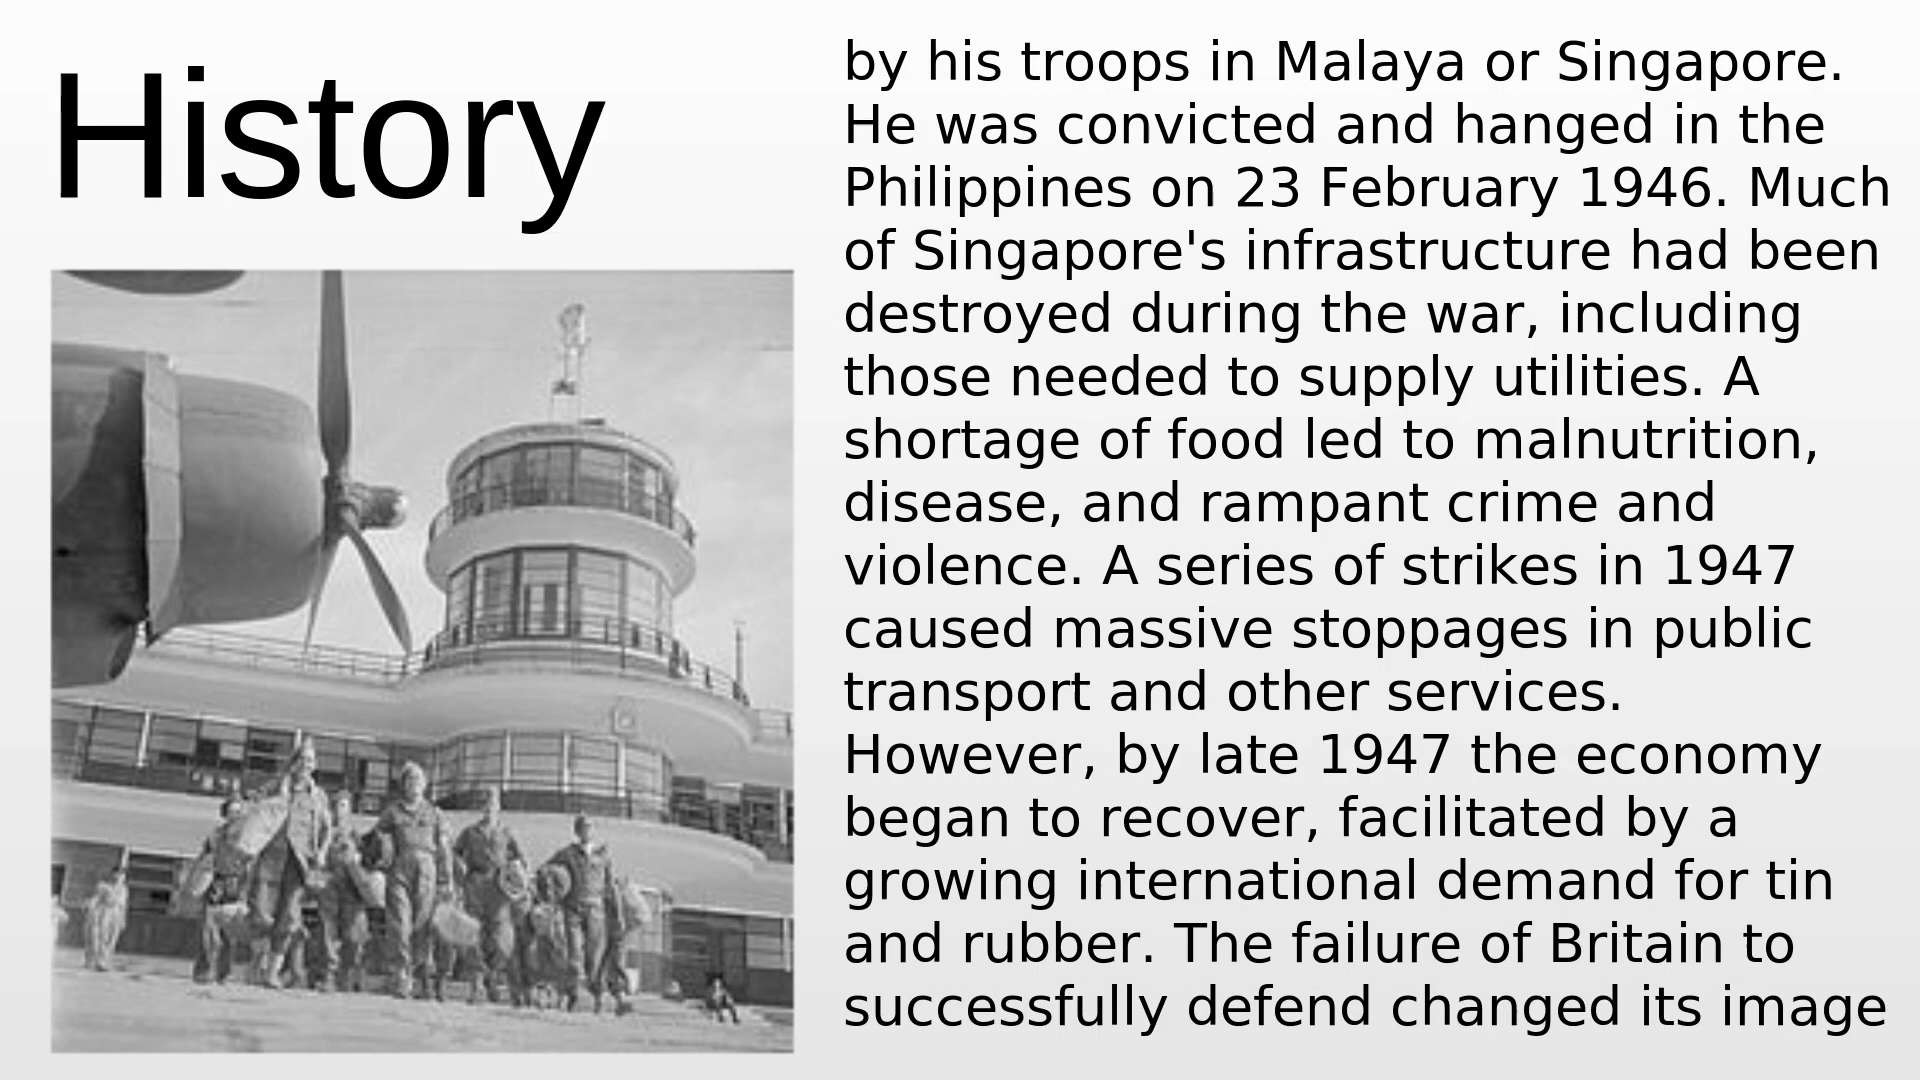 History
by his troops in Malaya or Singapore.
He was convicted and hanged in the
Philippines on 23 February 1946. Much
of Singapore's infrastructure had been
destroyed during the war, including
those needed to supply utilities. A
shortage of food led to malnutrition,
disease, and rampant crime and
violence. A series of strikes in 1947
caused massive stoppages in public
transport and other services.
However, by late 1947 the economy
began to recover, facilitated by a
growing international demand for tin
and rubber. The failure of Britain to
successfully defend changed its image